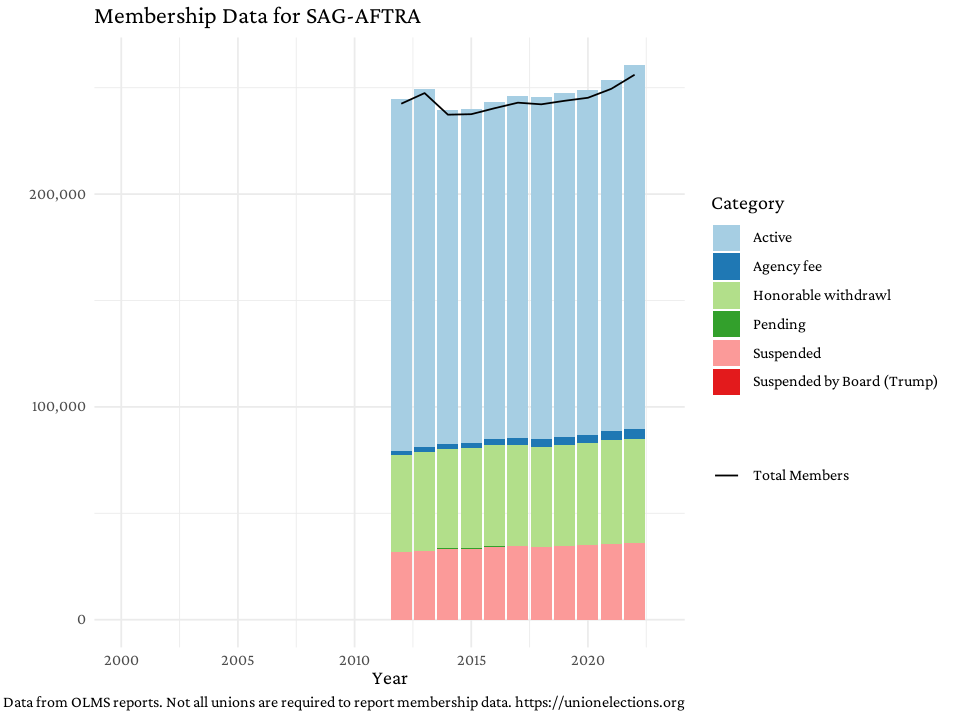 Membership Data for SAG-AFTRA
200,000
100,000
0
2000
2005
2010
2015
2020
Year
Category
Active
Agency fee
Honorable withdrawl
Pending
Suspended
Suspended by Board (Trump)
Total Members
Data from OLMS reports. Not all unions are required to report membership data. https://unionelections.org